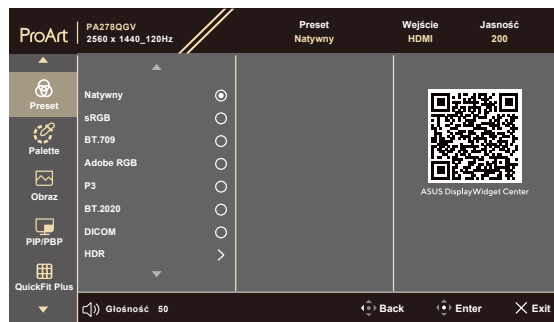 ProArt
PA278QGV
2560 x 1440_120Hz
Preset
Natywny
Wejście
HDMI
Jasność
200
Preset
Palette
Obraz
PIP/PBP
QuickFit Plus
Natywny
sRGB
BT.709
Adobe RGB
P3
BT.2020
DICOM
HDR
ASUS DisplayWidget Center
Głośność 50
Back
Enter
Exit